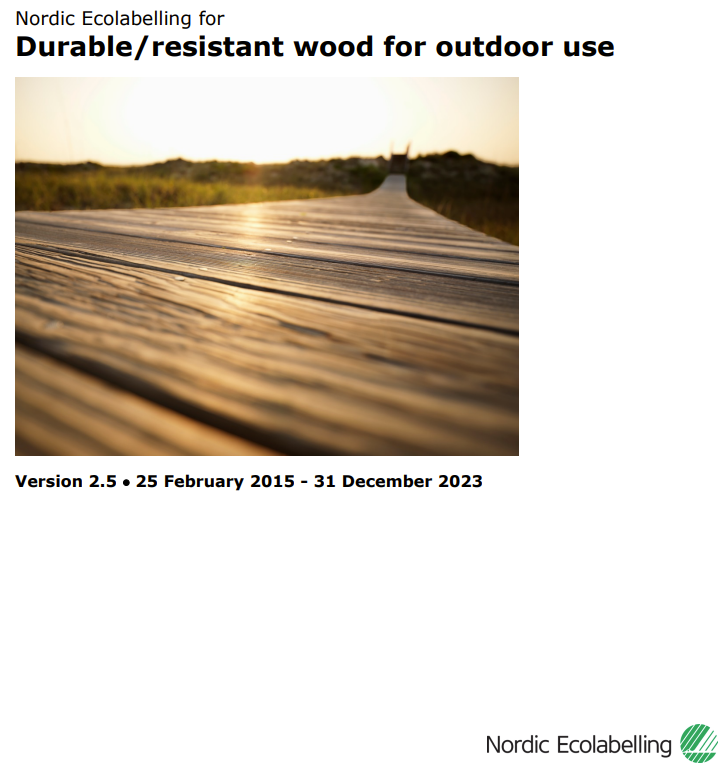 Nordic Ecolabelling for
Durable/resistant wood for outdoor use
Version 2.5 • 25 February 2015 - 31 December 2023
Nordic Ecolabelling